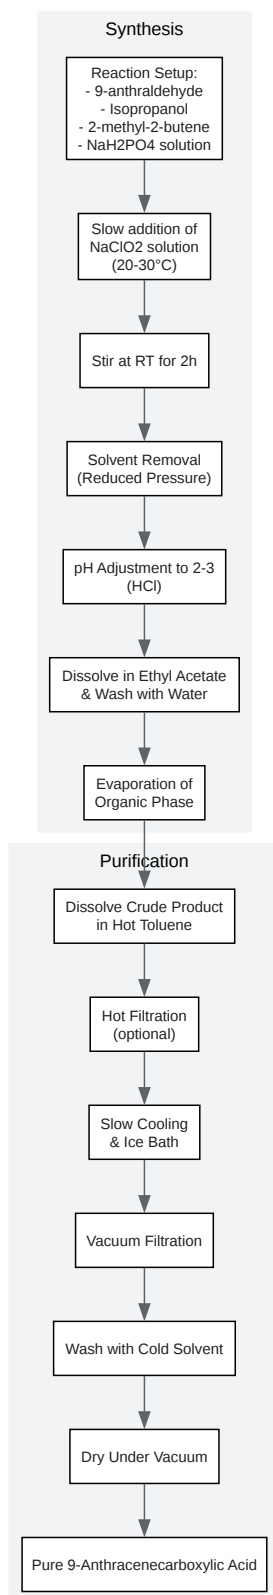 Synthesis
Reaction Setup:
- 9-anthraldehyde
- Isopropanol
- 2-methyl-2-butene
- NaH2PO4 solution
Slow addition of
NaClO2 solution
(20-30°C)
Stir at RT for 2h
Solvent Removal
(Reduced Pressure)
pH Adjustment to 2-3
(HCl)
Dissolve in Ethyl Acetate
& Wash with Water
Evaporation of
Organic Phase
Purification
Dissolve Crude Product
in Hot Toluene
Hot Filtration
(optional)
Slow Cooling
& Ice Bath
Vacuum Filtration
Wash with Cold Solvent
Dry Under Vacuum
Pure 9-Anthracenecarboxylic Acid